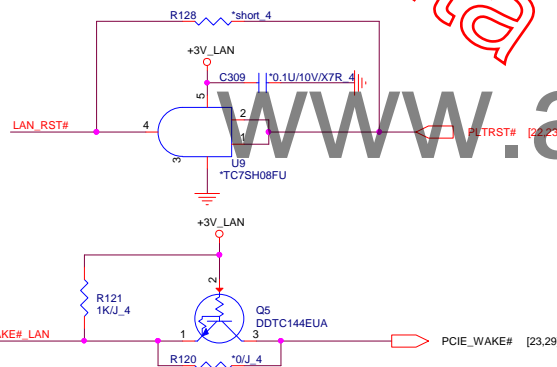 R128 *short_4
+3V_LAN
C309 *0.1U/10V/X7R_4
5
LAN_RST# 4 2
1
PLTRST# [22,23
3
U9
*TC7SH08FU
www.a
+3V_LAN
2
R121
1K/J_4
Q5
DDTC144EUA
AKE#_LAN 1 3 PCIE_WAKE# [23,29
R120 *0/J_4